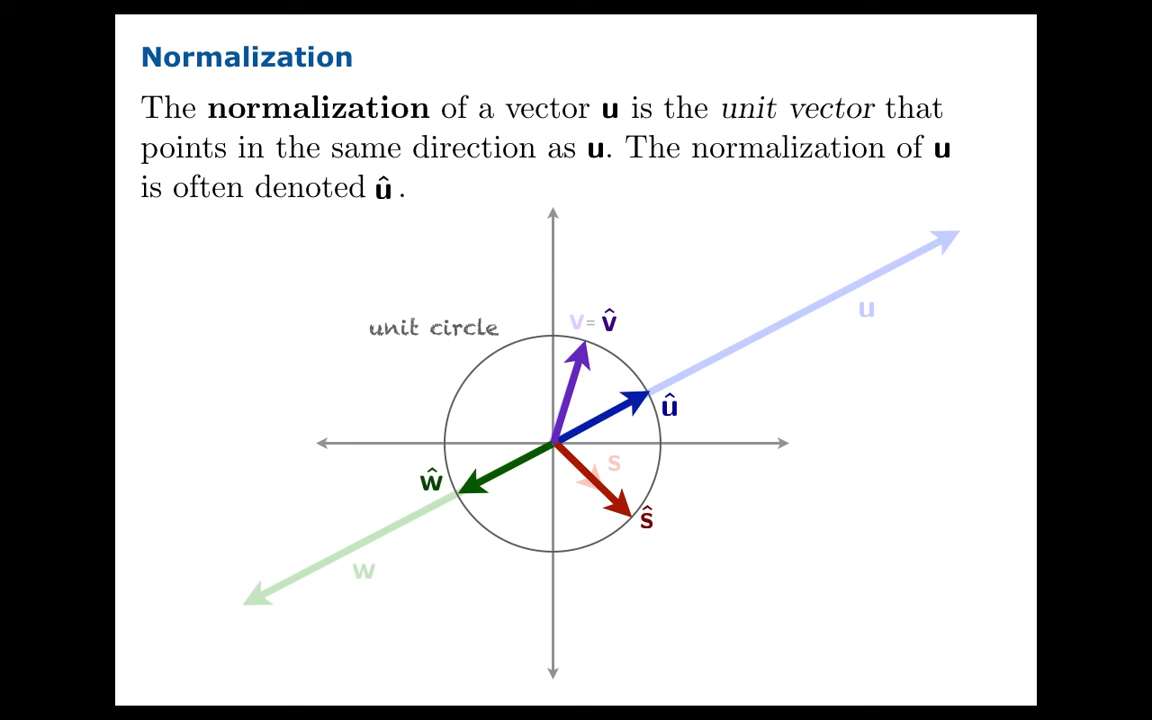 Normalization
The normalization of a vector u is the unit vector that
points in the same direction as u. The normalization of u
is often denoted û .
u
unit circle
v = v̂
û
s
ŵ
ŝ
w